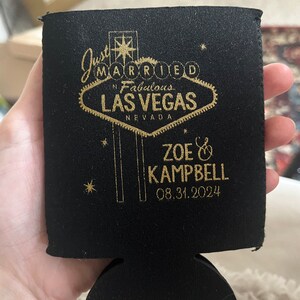 Just
MARRIED
IN Fabulous
LAS VEGAS
NEVADA
ZOE &
KAMPBELL
08.31.2024